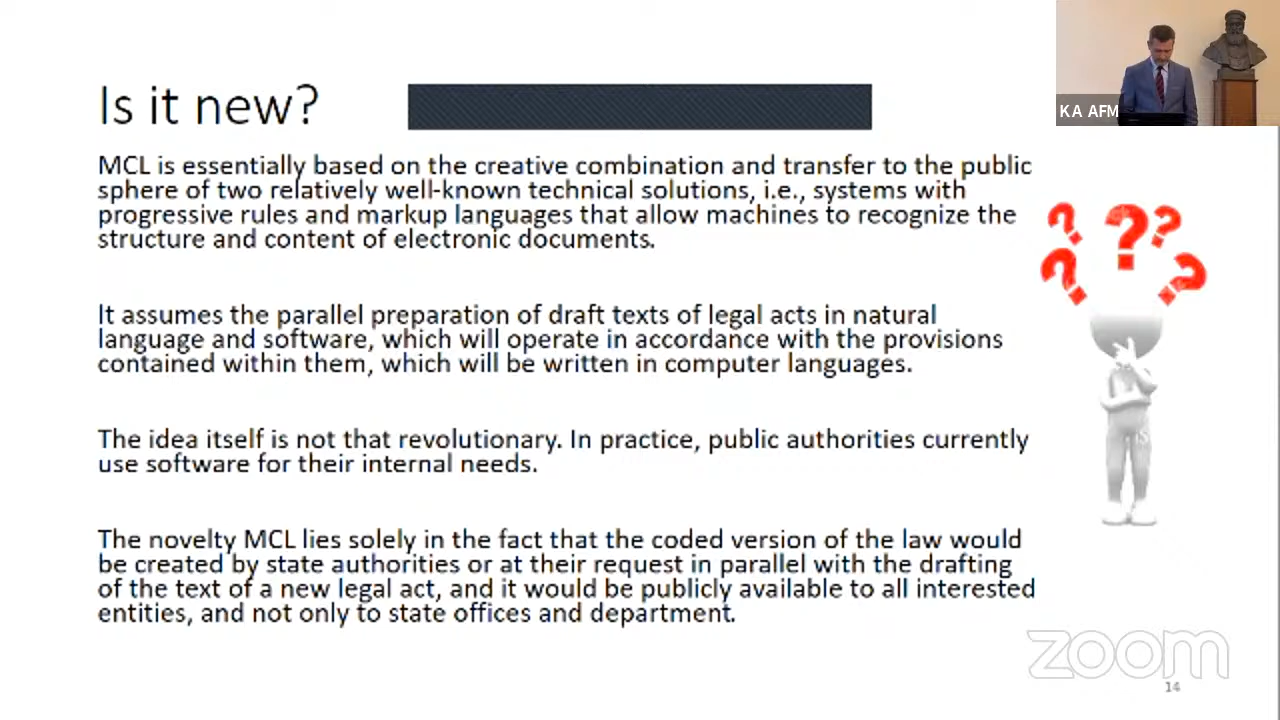 Is it new?
KA AFM
MCL is essentially based on the creative combination and transfer to the public
sphere of two relatively well-known technical solutions, i.e., systems with
progressive rules and markup languages that allow machines to recognize the
structure and content of electronic documents.
It assumes the parallel preparation of draft texts of legal acts in natural
language and software, which will operate in accordance with the provisions
contained within them, which will be written in computer languages.
The idea itself is not that revolutionary. In practice, public authorities currently
use software for their internal needs.
The novelty MCL lies solely in the fact that the coded version of the law would
be created by state authorities or at their request in parallel with the drafting
of the text of a new legal act, and it would be publicly available to all interested
entities, and not only to state offices and department.
? ? ? ? ?
zoom
14